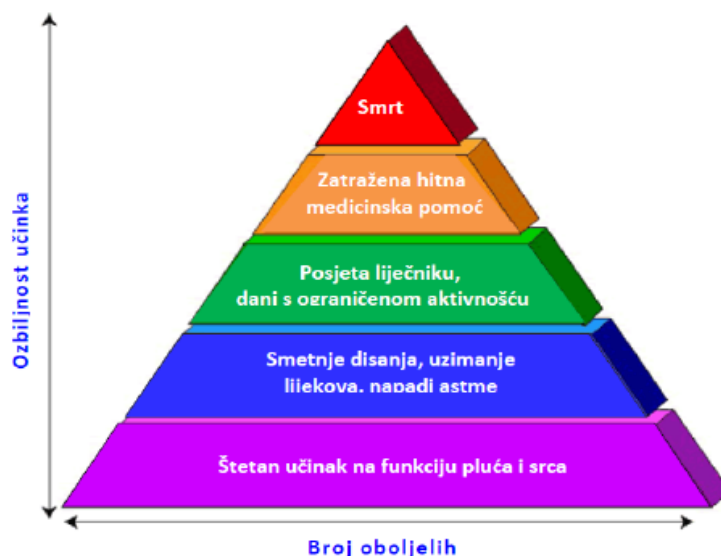 Smrt
Zatražena hitna
medicinska pomoć
Posjeta liječniku,
dani s ograničenom aktivnošću
Smetnje disanja, uzimanje
lijekova, napadi astme
Štetan učinak na funkciju pluća i srca
Ozbiljnost učinka
Broj oboljelih